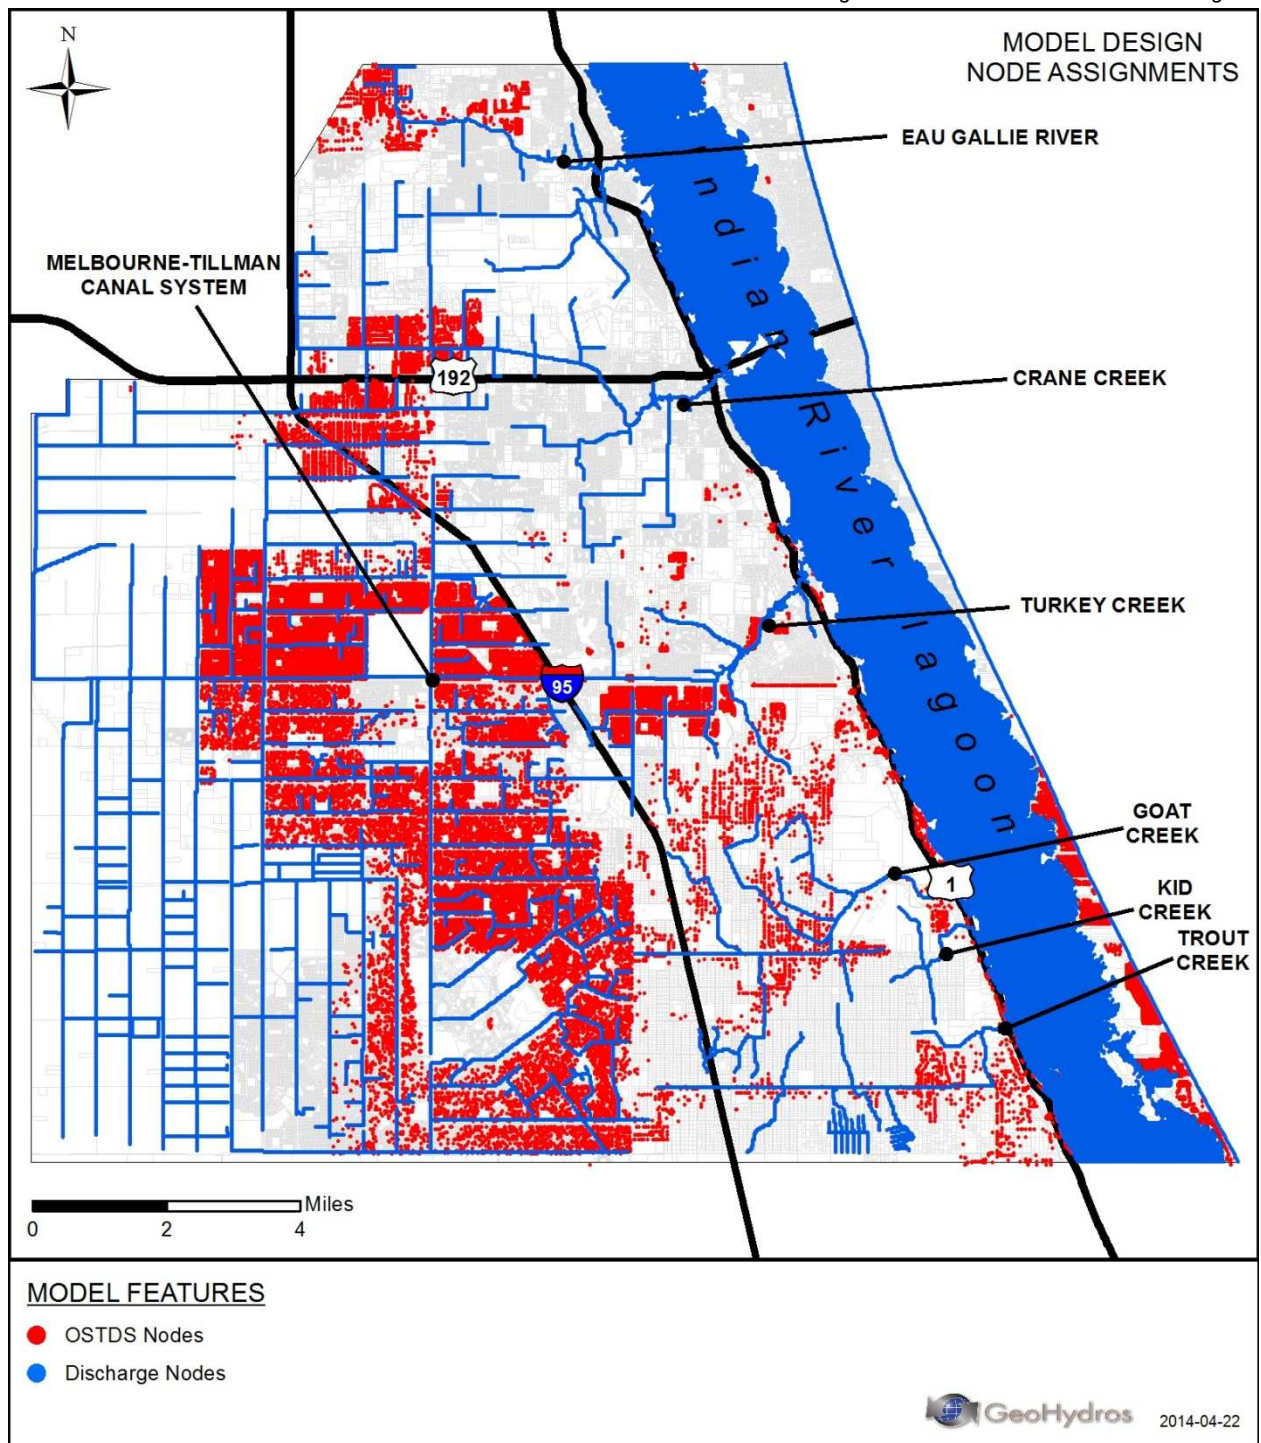 N
MODEL DESIGN
NODE ASSIGNMENTS
EAU GALLIE RIVER
MELBOURNE-TILLMAN
CANAL SYSTEM
Indian River lagoon
192
CRANE CREEK
TURKEY CREEK
95
GOAT
CREEK
1
KID
CREEK
TROUT
CREEK
Miles
0 2 4
MODEL FEATURES
OSTDS Nodes
Discharge Nodes
GeoHydros
2014-04-22